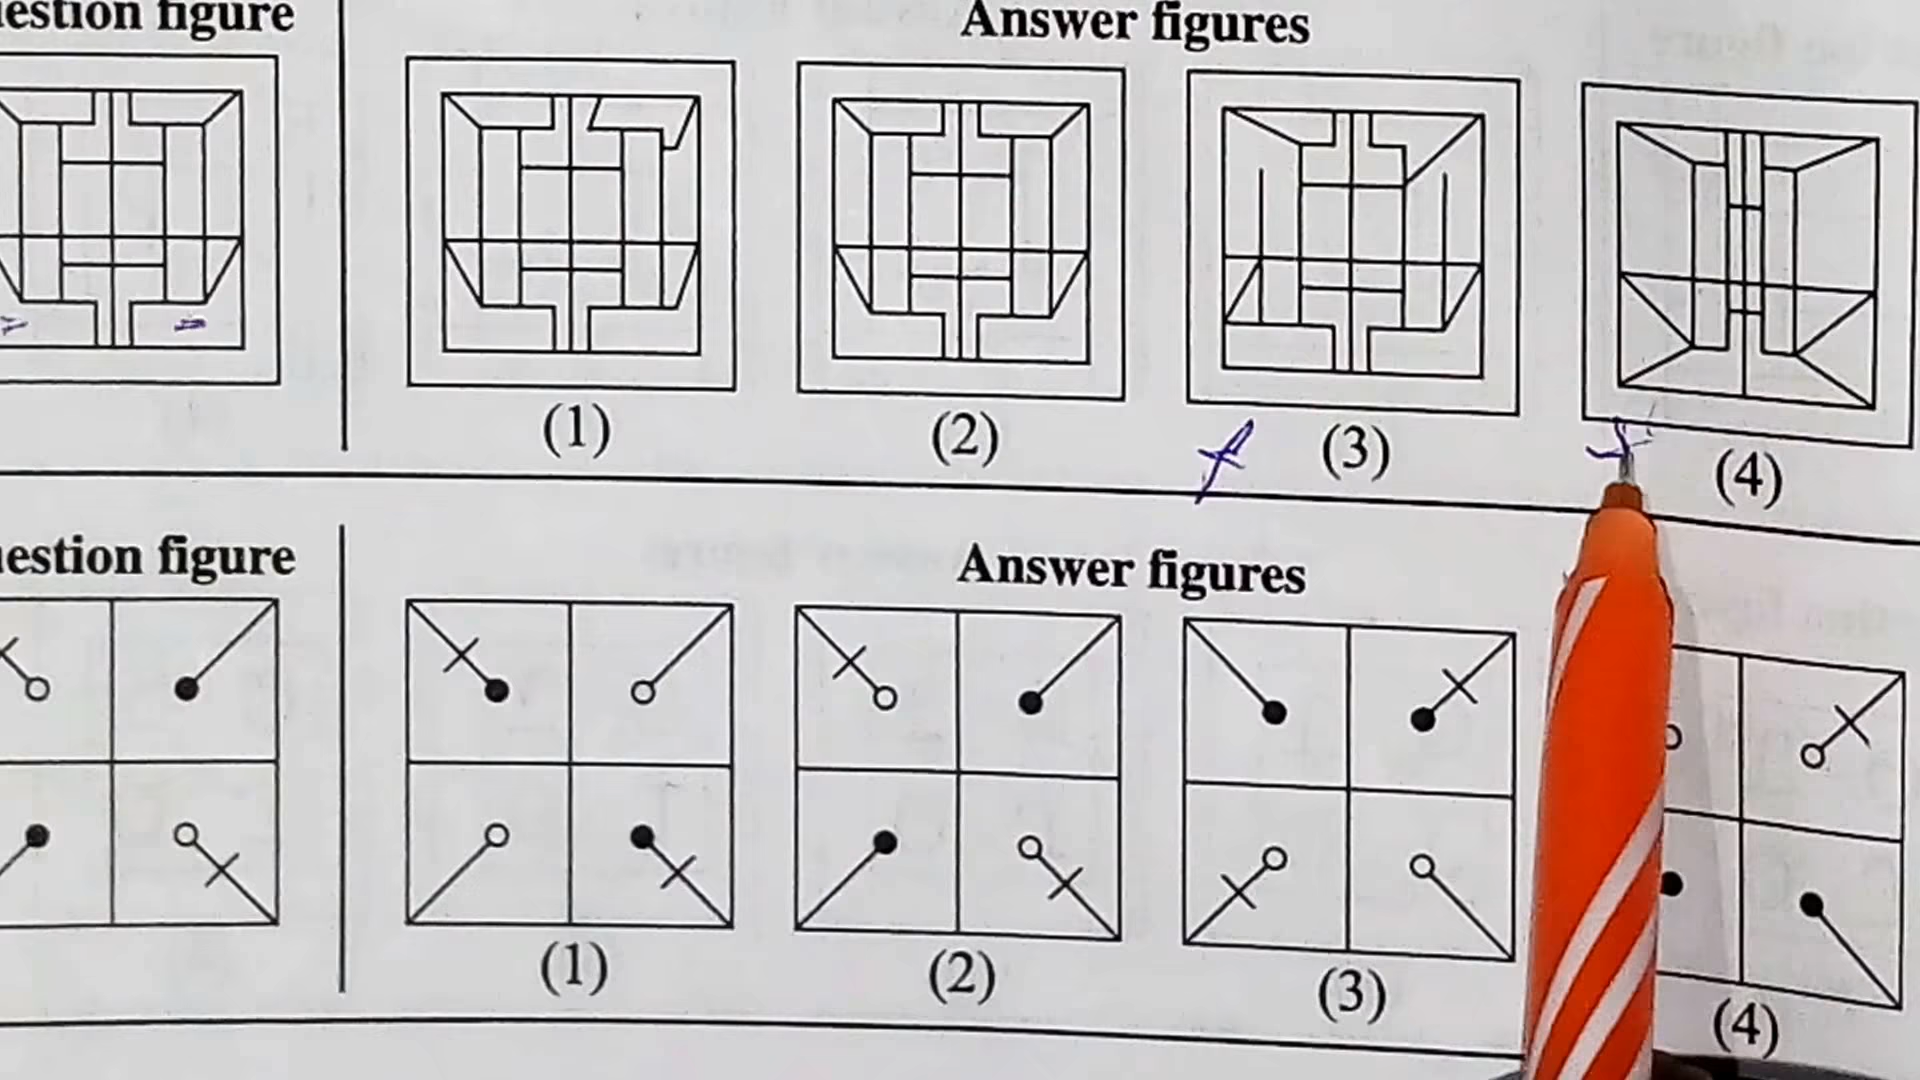 estion figure
Answer figures
(1)
(2)
(3)
(4)
estion figure
Answer figures
(1)
(2)
(3)
(4)